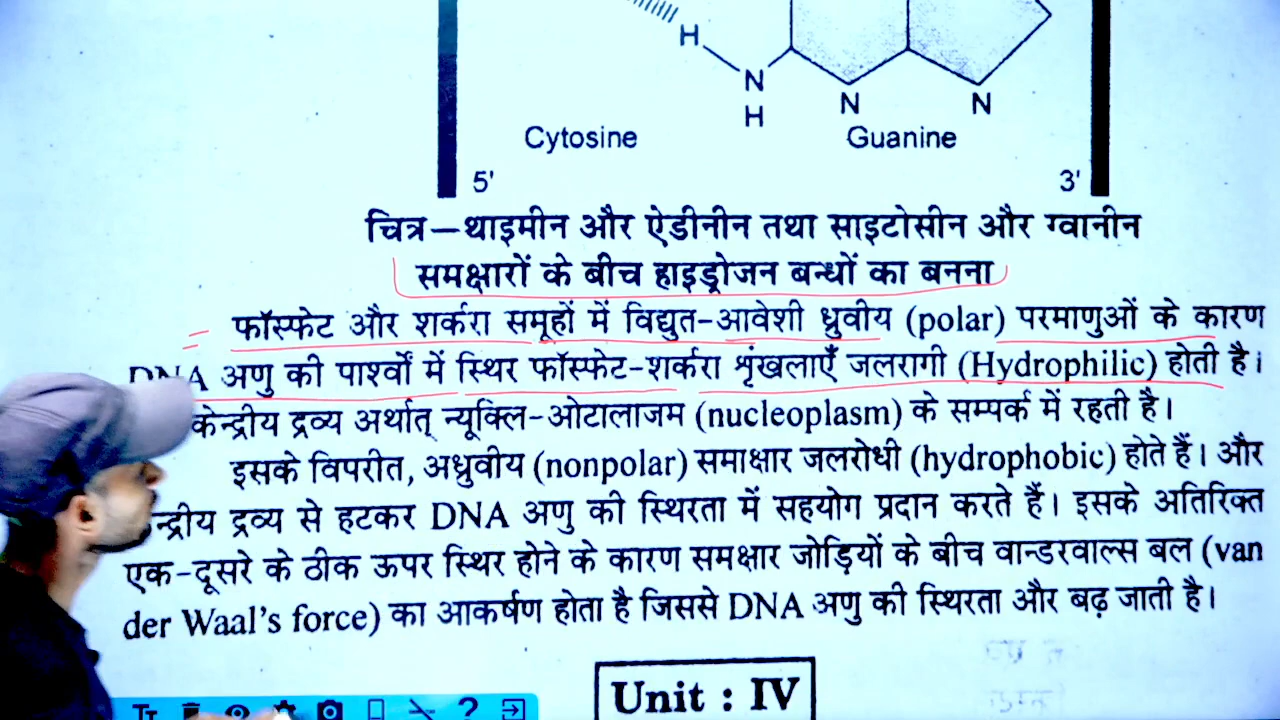 H
N
H
N
N
Cytosine
Guanine
5'
3'
चित्र—थाइमीन और ऐडीनीन तथा साइटोसीन और ग्वानीन
समक्षारों के बीच हाइड्रोजन बन्धों का बनना
फॉस्फेट और शर्करा समूहों में विद्युत-आवेशी ध्रुवीय (polar) परमाणुओं के कारण
DNA अणु की पार्श्वों में स्थिर फॉस्फेट-शर्करा शृंखलाएँ जलरागी (Hydrophilic) होती है।
केन्द्रीय द्रव्य अर्थात् न्यूक्लि-ओटालाजम (nucleoplasm) के सम्पर्क में रहती है।
इसके विपरीत, अध्रुवीय (nonpolar) समाक्षार जलरोधी (hydrophobic) होते हैं। और
न्द्रीय द्रव्य से हटकर DNA अणु की स्थिरता में सहयोग प्रदान करते हैं। इसके अतिरिक्त
एक-दूसरे के ठीक ऊपर स्थिर होने के कारण समक्षार जोड़ियों के बीच वान्डरवाल्स बल (van
der Waal's force) का आकर्षण होता है जिससे DNA अणु की स्थिरता और बढ़ जाती है।
Unit : IV